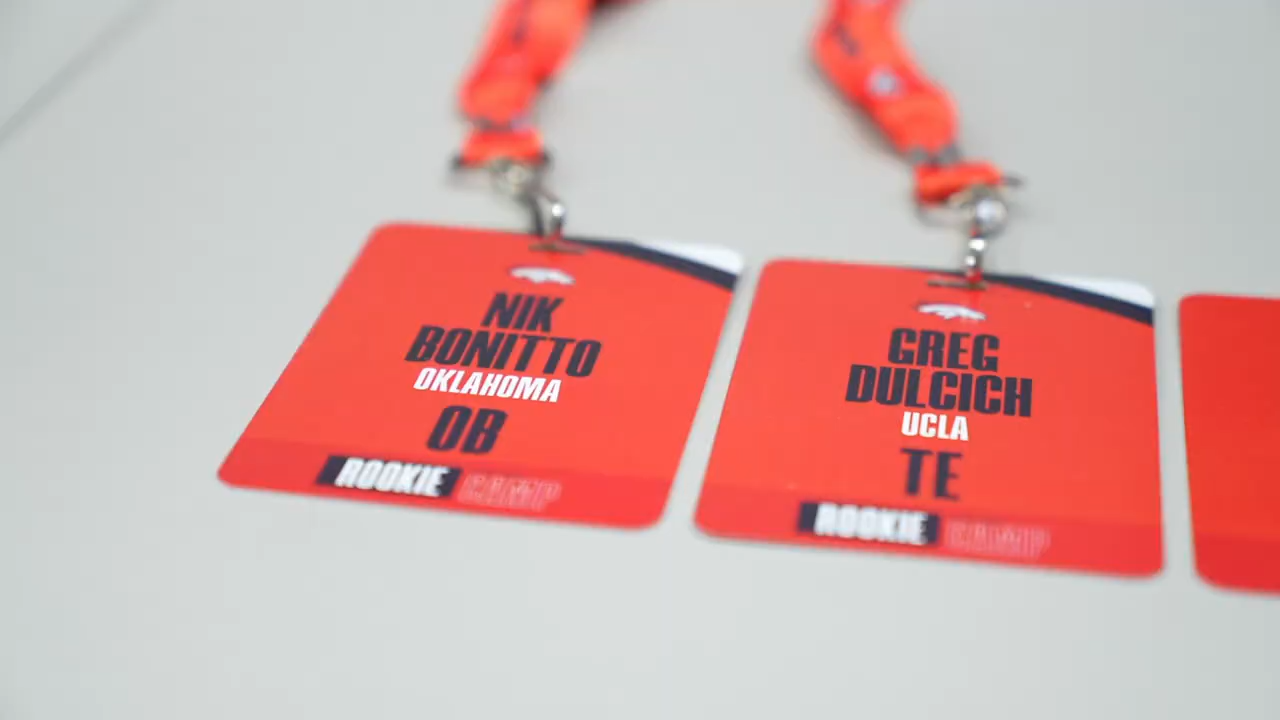 NIK
BONITTO
OKLAHOMA
OB
ROOKIE CAMP
GREG
DULCICH
UCLA
TE
ROOKIE CAMP